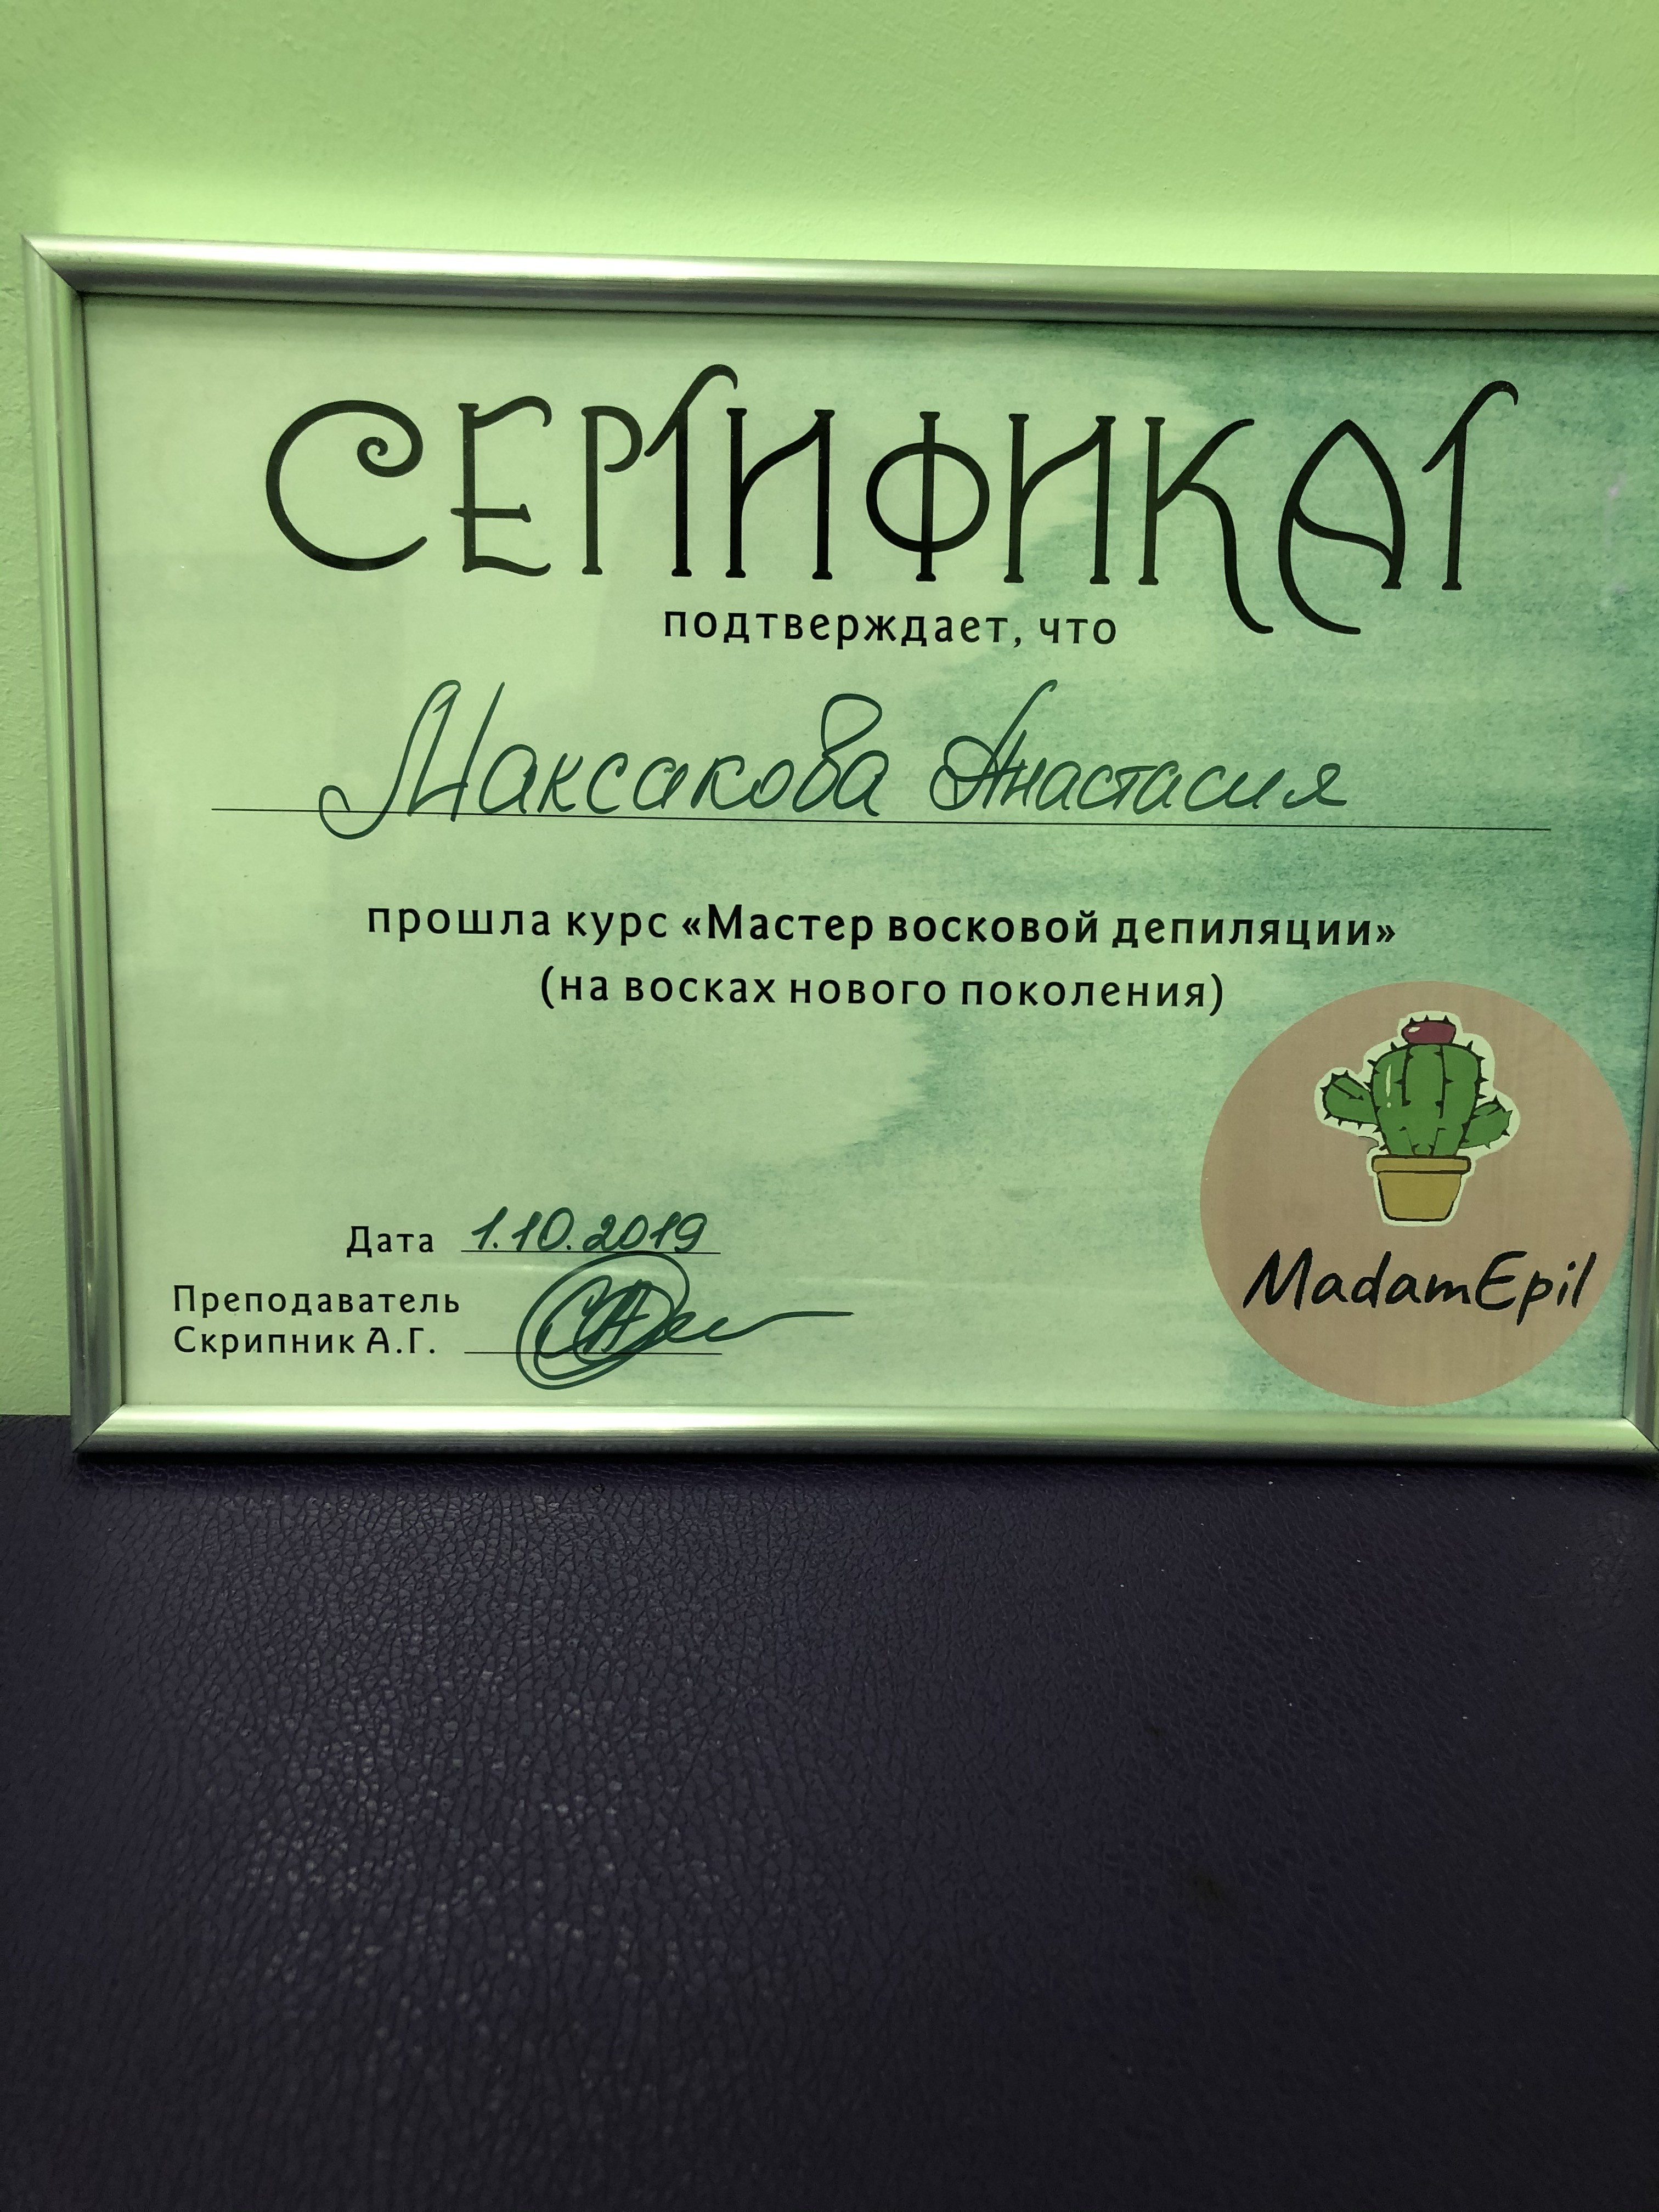 СЕРТИФИКАТ
подтверждает, что
Максакова Анастасия
прошла курс «Мастер восковой депиляции»
(на восках нового поколения)
MadamEpil
Дата 1.10.2019
Преподаватель
Скрипник А.Г.